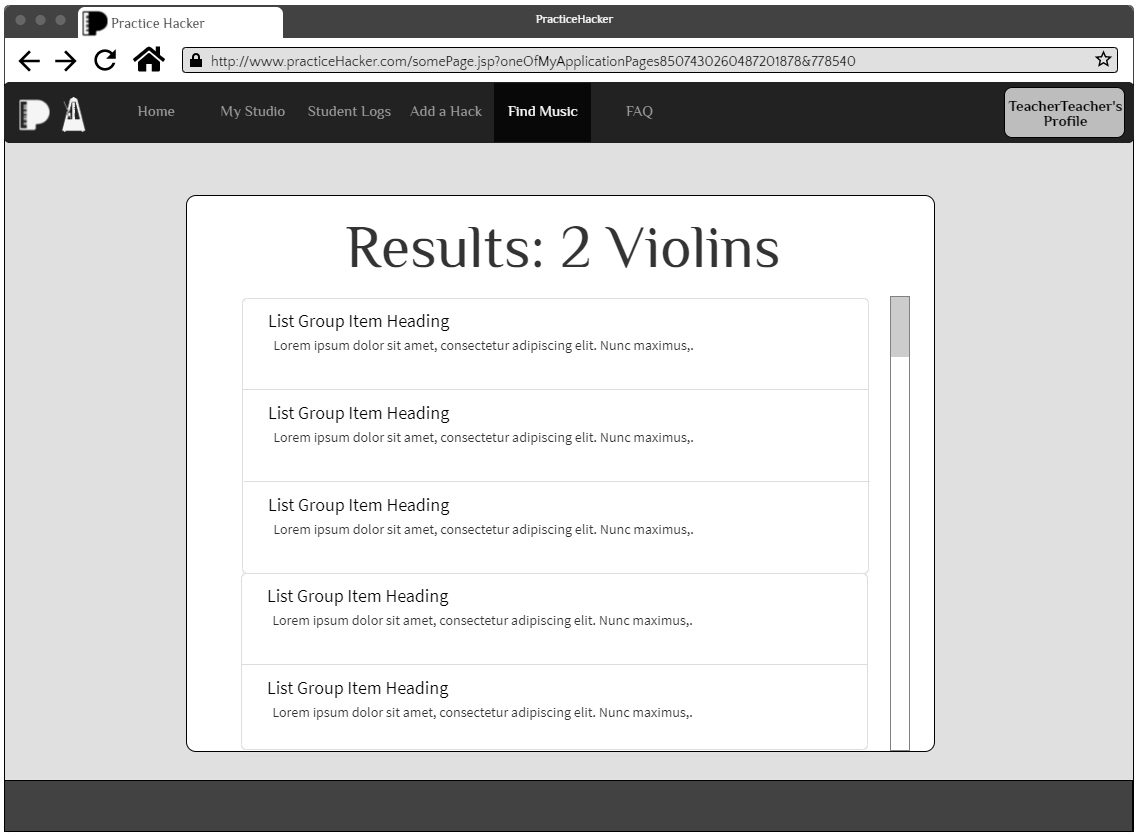 PracticeHacker
Practice Hacker
http://www.practiceHacker.com/somePage.jsp?oneOfMyApplicationPages8507430260487201878&778540
Home My Studio Student Logs Add a Hack Find Music FAQ
TeacherTeacher's
Profile
Results: 2 Violins
List Group Item Heading
Lorem ipsum dolor sit amet, consectetur adipiscing elit. Nunc maximus,.
List Group Item Heading
Lorem ipsum dolor sit amet, consectetur adipiscing elit. Nunc maximus,.
List Group Item Heading
Lorem ipsum dolor sit amet, consectetur adipiscing elit. Nunc maximus,.
List Group Item Heading
Lorem ipsum dolor sit amet, consectetur adipiscing elit. Nunc maximus,.
List Group Item Heading
Lorem ipsum dolor sit amet, consectetur adipiscing elit. Nunc maximus,.